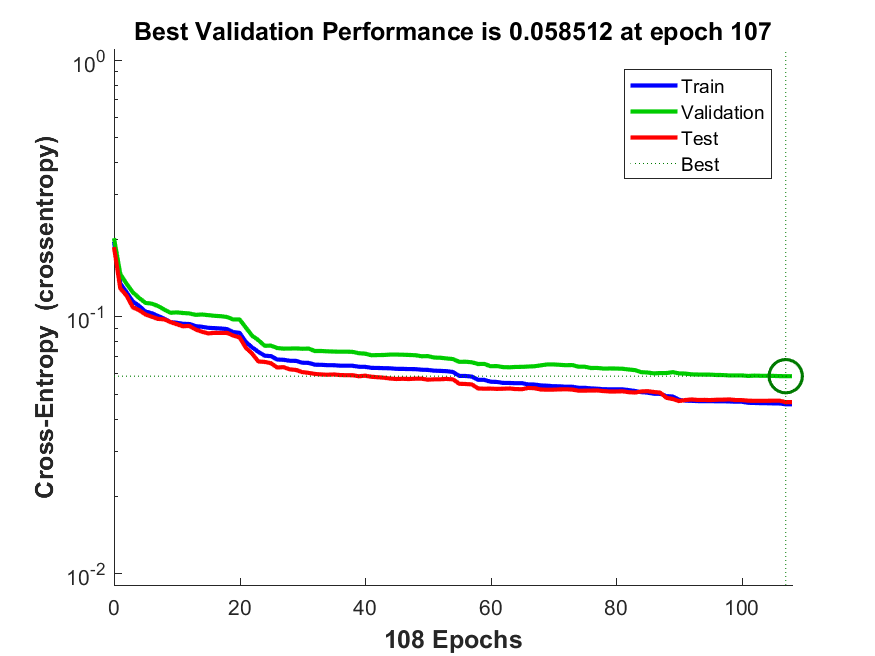 Best Validation Performance is 0.058512 at epoch 107
10^0
10^-1
10^-2
Cross-Entropy (crossentropy)
Train
Validation
Test
Best
0 20 40 60 80 100
108 Epochs